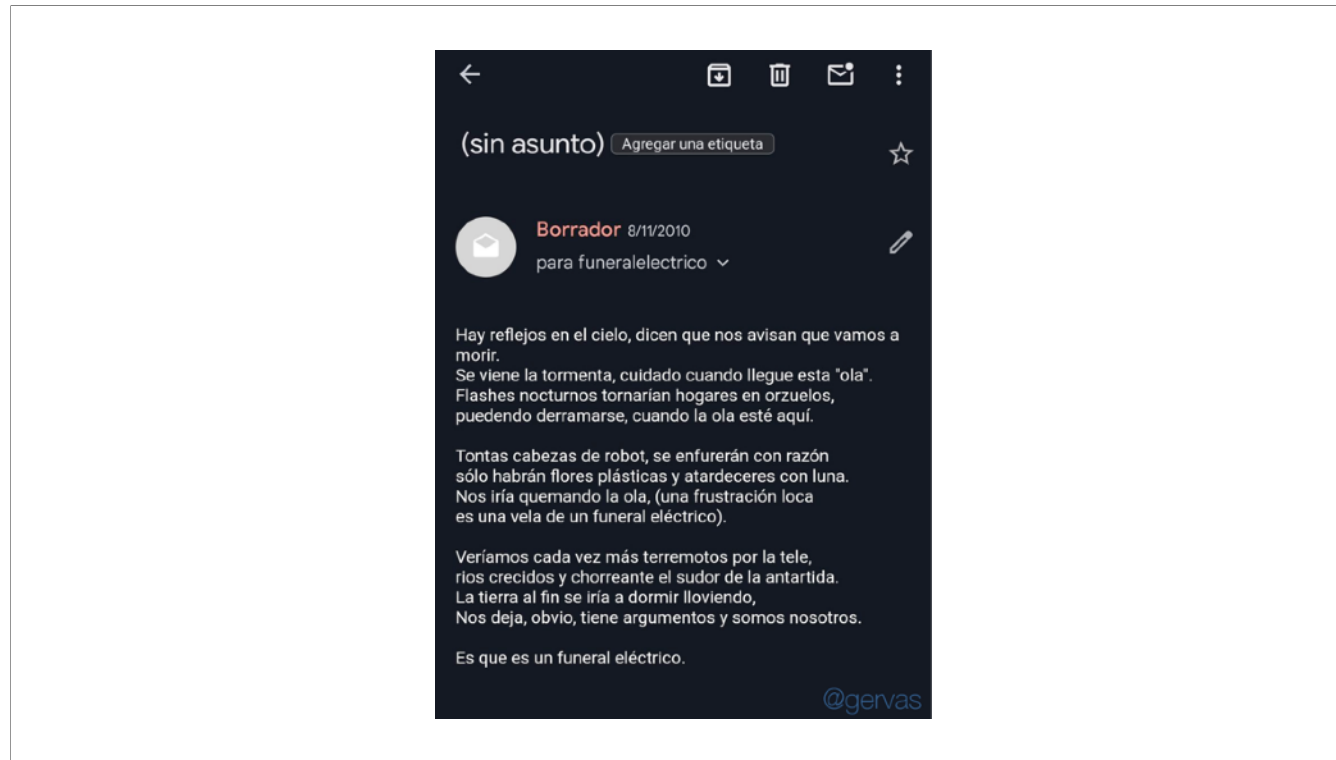 (sin asunto) Agregar una etiqueta
Borrador 8/11/2010
para funeralelectrico
Hay reflejos en el cielo, dicen que nos avisan que vamos a
morir.
Se viene la tormenta, cuidado cuando llegue esta "ola".
Flashes nocturnos tornarían hogares en orzuelos,
puedendo derramarse, cuando la ola esté aquí.
Tontas cabezas de robot, se enfurerán con razón
sólo habrán flores plásticas y atardeceres con luna.
Nos iría quemando la ola, (una frustración loca
es una vela de un funeral eléctrico).
Veríamos cada vez más terremotos por la tele,
rios crecidos y chorreante el sudor de la antartida.
La tierra al fin se iría a dormir lloviendo,
Nos deja, obvio, tiene argumentos y somos nosotros.
Es que es un funeral eléctrico.
@gervas